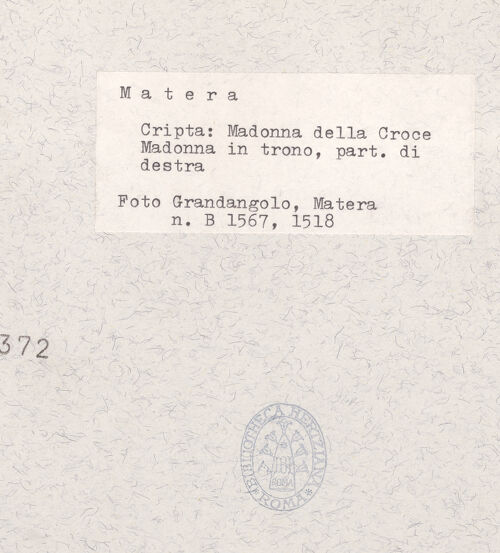 Matera
Cripta: Madonna della Croce
Madonna in trono, part. di
destra
Foto Grandangolo, Matera
n. B 1567, 1518
372
* BIBLIOTHECA HERTZIANA * ROMA